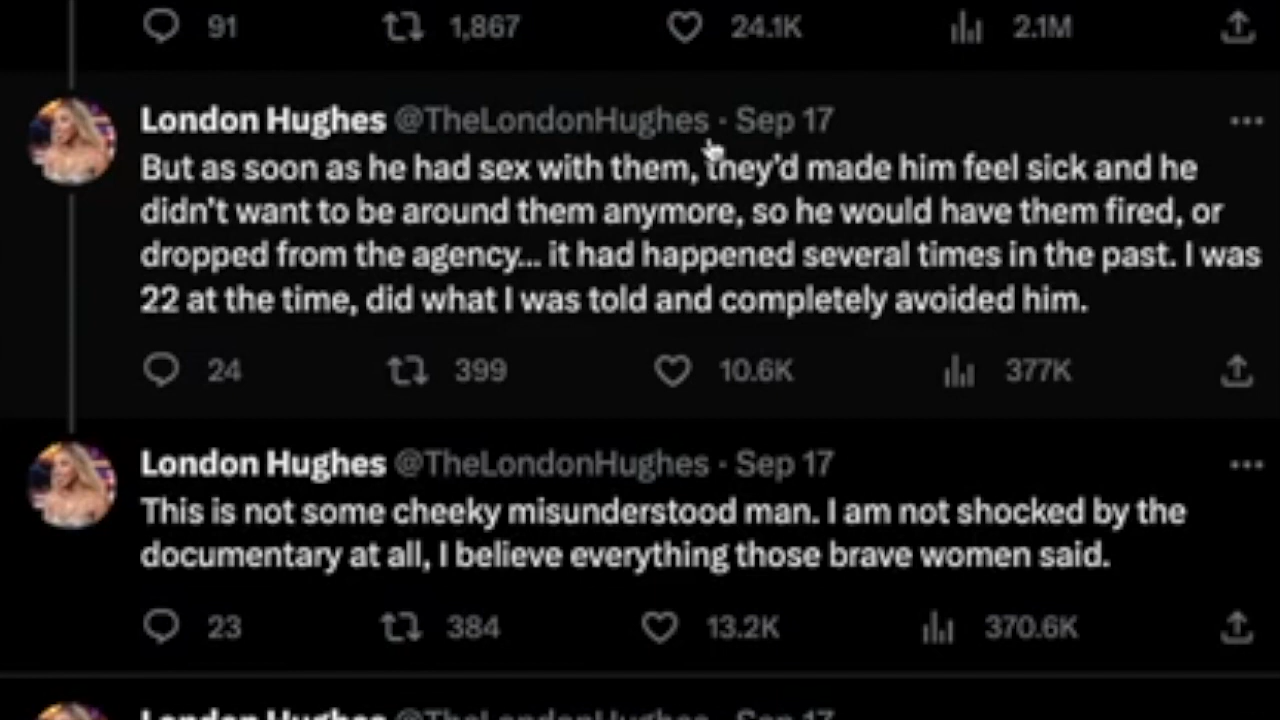 91 1,867 24.1K 2.1M
London Hughes @TheLondonHughes · Sep 17
But as soon as he had sex with them, they'd made him feel sick and he
didn't want to be around them anymore, so he would have them fired, or
dropped from the agency... it had happened several times in the past. I was
22 at the time, did what I was told and completely avoided him.
24 399 10.6K 377K
London Hughes @TheLondonHughes · Sep 17
This is not some cheeky misunderstood man. I am not shocked by the
documentary at all, I believe everything those brave women said.
23 384 13.2K 370.6K
London Hughes @TheLondonHughes · Sep 17